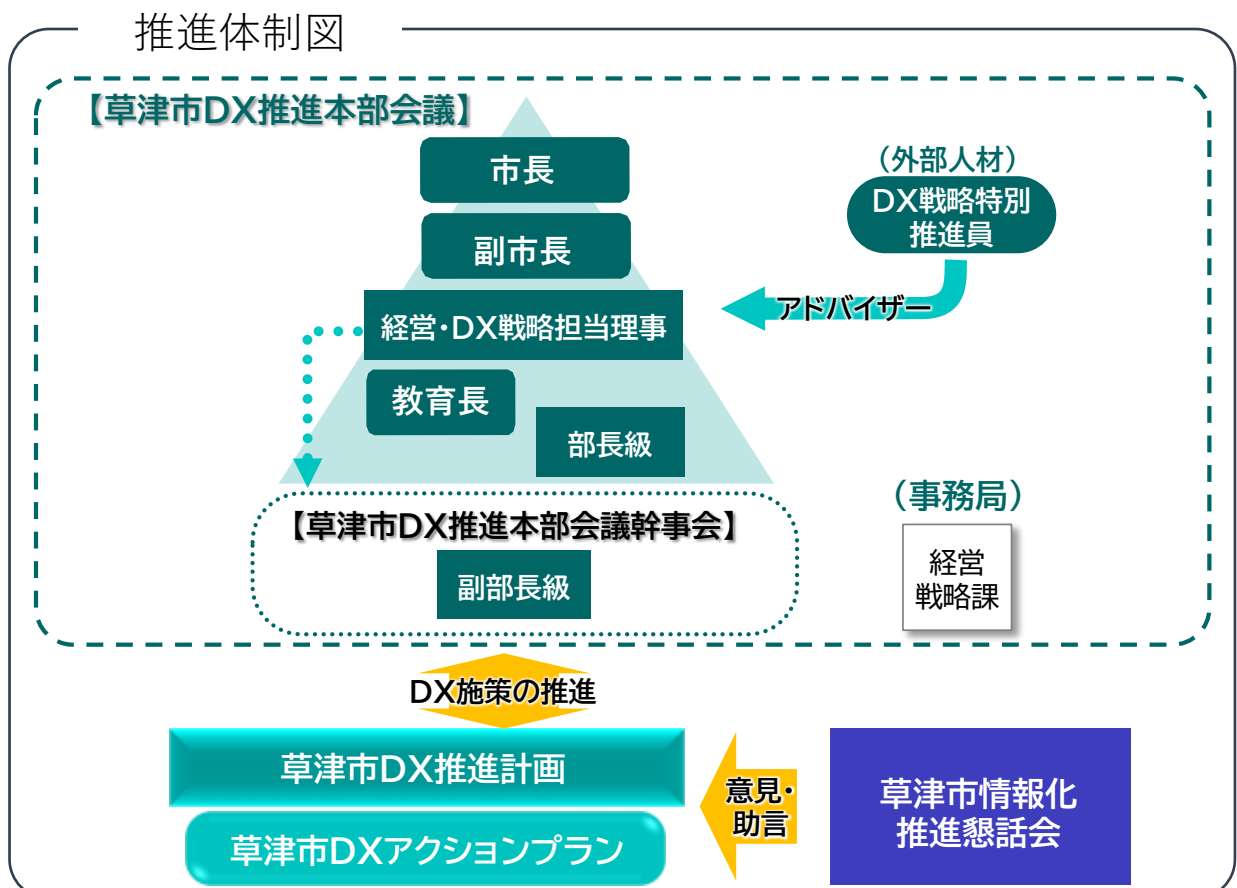 推進体制図
【草津市DX推進本部会議】
市長
(外部人材)
DX戦略特別
推進員
副市長
アドバイザー
経営・DX戦略担当理事
教育長
部長級
【草津市DX推進本部会議幹事会】
副部長級
(事務局)
経営
戦略課
DX施策の推進
草津市DX推進計画
草津市DXアクションプラン
意見・
助言
草津市情報化
推進懇話会